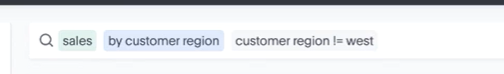 sales by customer region customer region != west